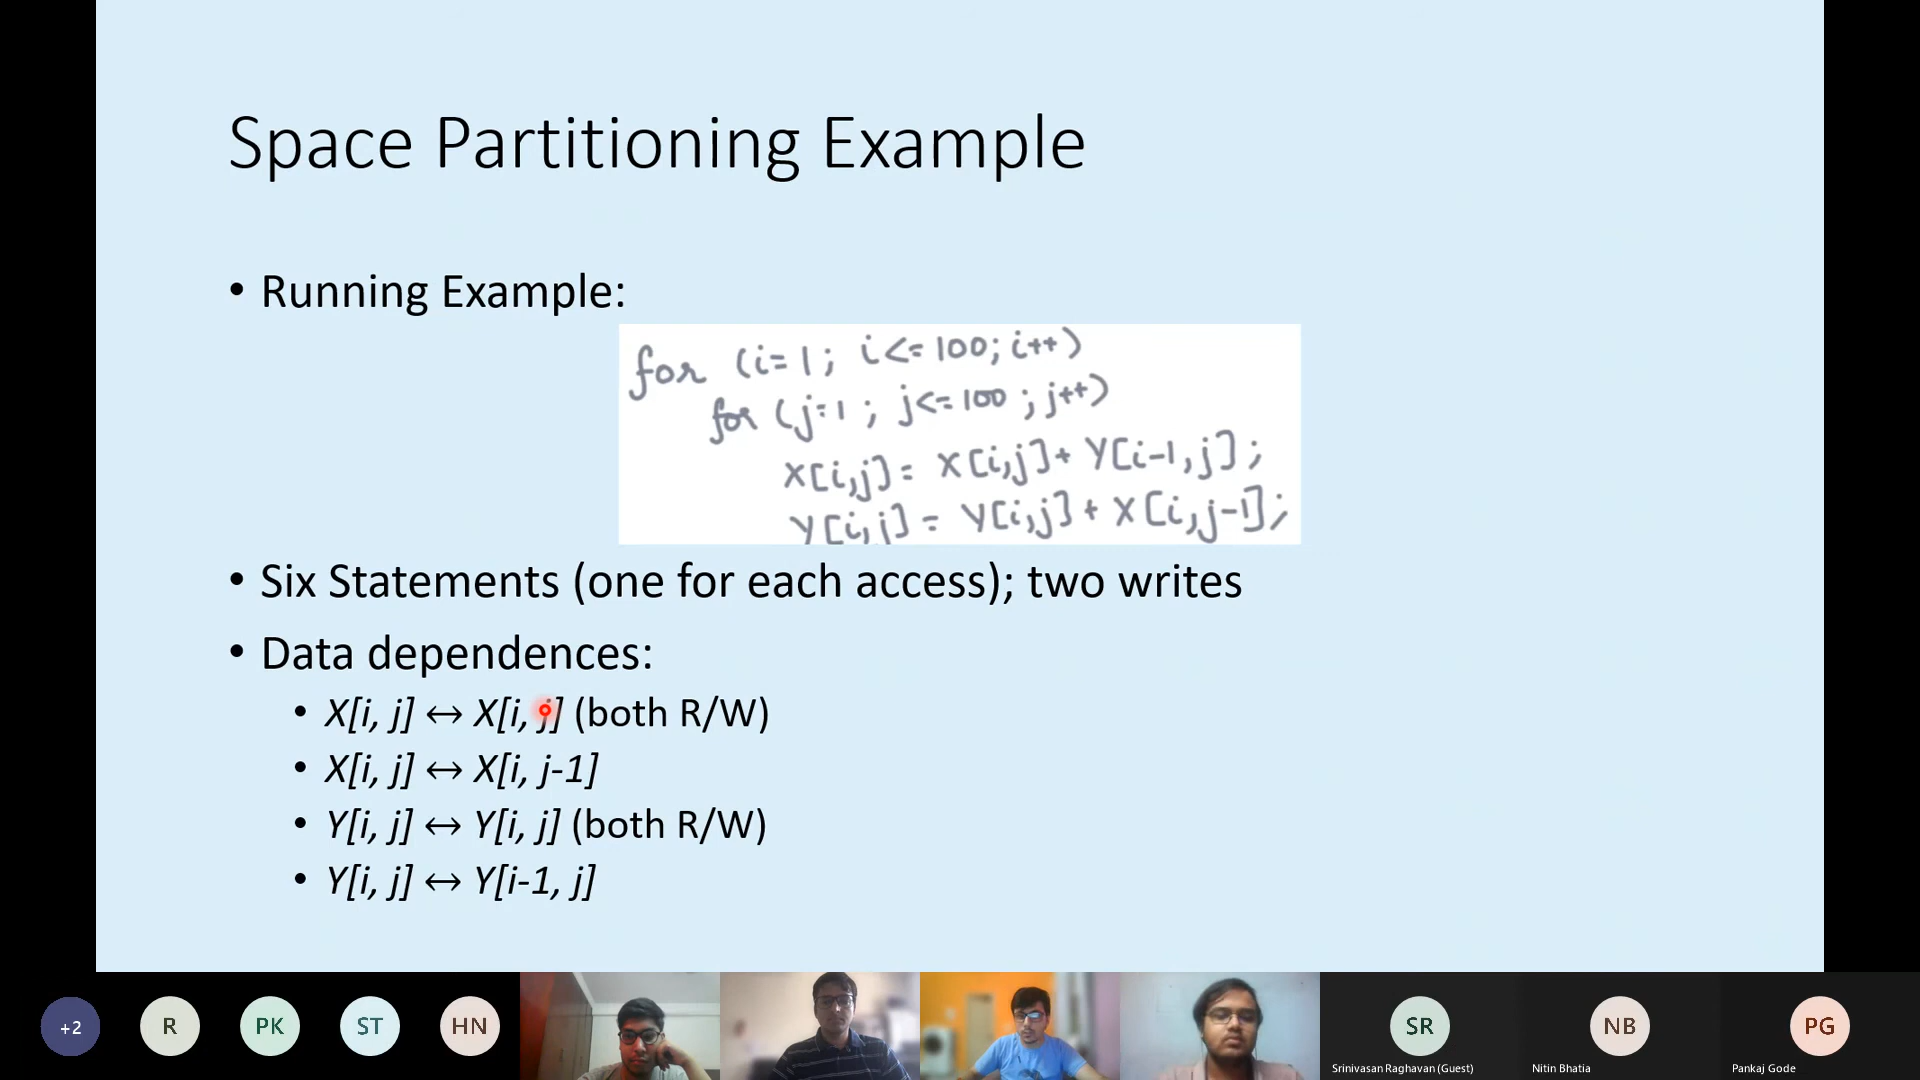 Space Partitioning Example
• Running Example:
for (i=1; i<=100; i++)
for (j=1; j<=100; j++)
X[i,j] = X[i,j] + Y[i-1,j];
Y[i,j] = Y[i,j] + X[i,j-1];
• Six Statements (one for each access); two writes
• Data dependences:
• X[i, j] ↔ X[i, j] (both R/W)
• X[i, j] ↔ X[i, j-1]
• Y[i, j] ↔ Y[i, j] (both R/W)
• Y[i, j] ↔ Y[i-1, j]
+2 R PK ST HN SR NB PG
Srinivasan Raghavan (Guest) Nitin Bhatia Pankaj Gode